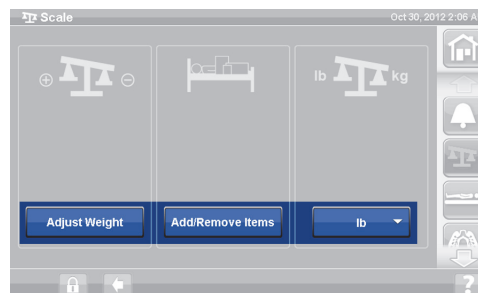 Scale
Oct 30, 2012 2:06 A
lb kg
Adjust Weight
Add/Remove Items
lb
?